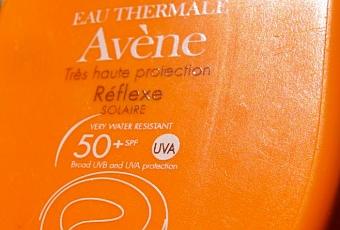 EAU THERMALE
Avène
Très haute protection
Réflexe
SOLAIRE
VERY WATER RESISTANT
50+ SPF UVA
Broad UVB and UVA protection